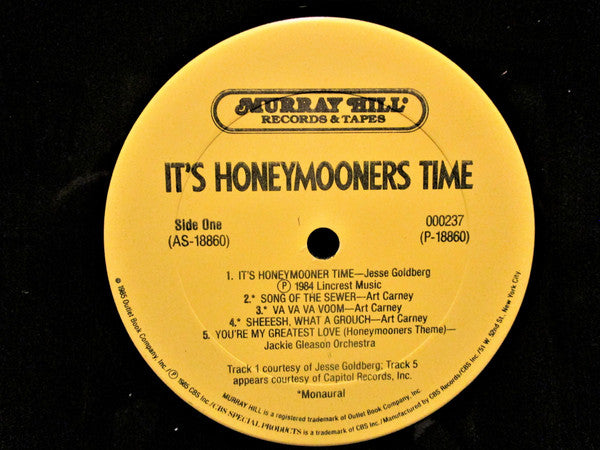 MURRAY HILL
RECORDS & TAPES
IT'S HONEYMOONERS TIME
Side One
(AS-18860)
000237
(P-18860)
1. IT'S HONEYMOONER TIME—Jesse Goldberg
Ⓟ 1984 Lincrest Music
2.* SONG OF THE SEWER—Art Carney
3.* VA VA VA VOOM—Art Carney
4.* SHEEESH, WHAT A GROUCH—Art Carney
5. YOU'RE MY GREATEST LOVE (Honeymooners Theme)—
Jackie Gleason Orchestra
Track 1 courtesy of Jesse Goldberg; Track 5
appears courtesy of Capitol Records, Inc.
*Monaural
MURRAY HILL is a registered trademark of Outlet Book Company, Inc.
© 1985 Outlet Book Company, Inc./Ⓟ 1985 CBS Inc./CBS SPECIAL PRODUCTS is a trademark of CBS Inc./Manufactured by CBS Records/CBS Inc./51 W. 52nd St., New York City.